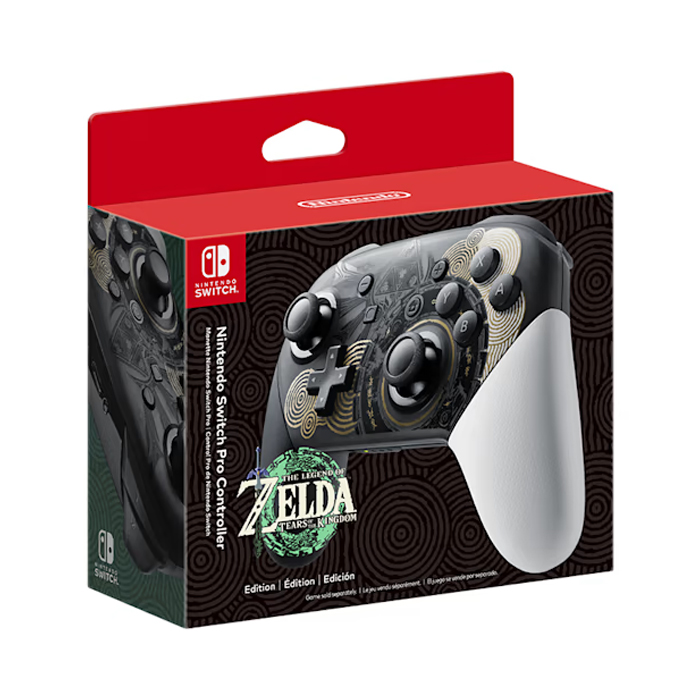 Nintendo
NINTENDO
SWITCH
Nintendo Switch Pro Controller
Manette Nintendo Switch Pro | Control Pro de Nintendo Switch
X
Y
A
B
THE LEGEND OF
ZELDA
TEARS OF THE KINGDOM
Edition | Édition | Edición
Game sold separately. | Le jeu vendu séparément. | El juego se vende por separado.
NINTENDO
SWITCH